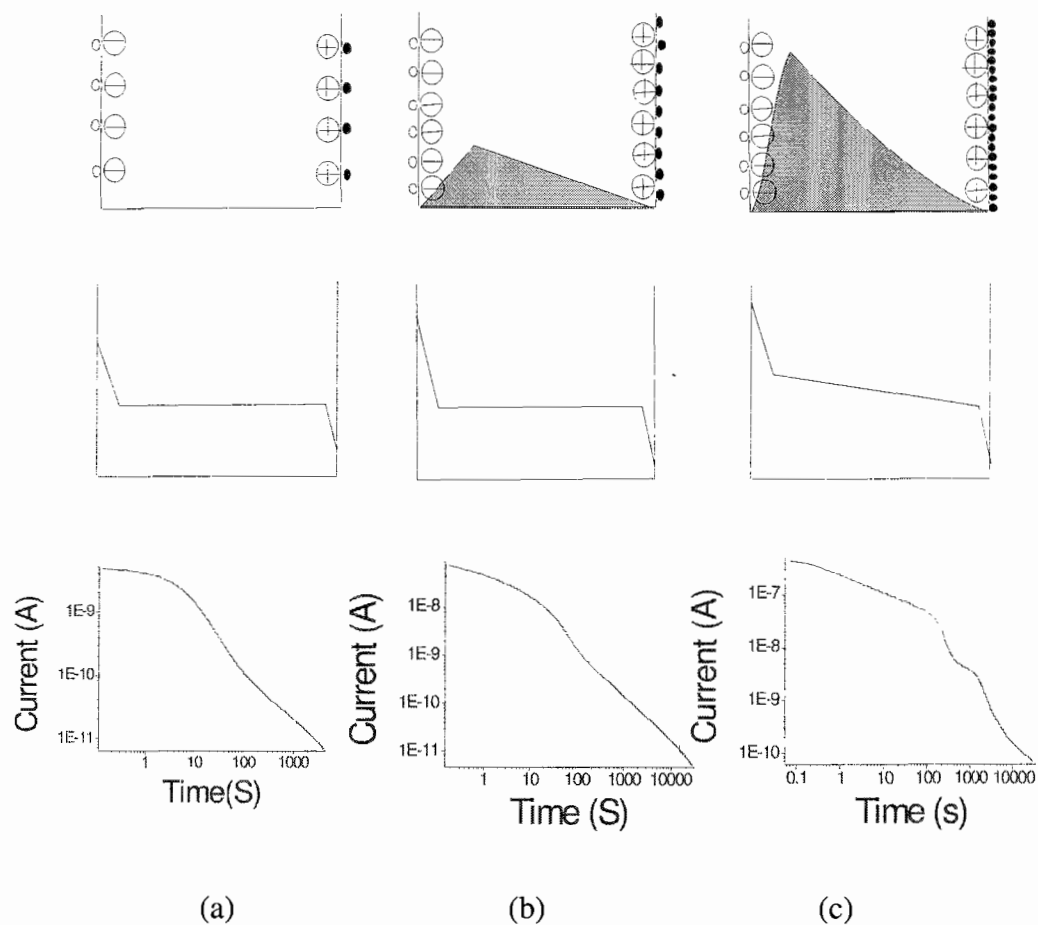 Current (A)
1E-9
1E-10
1E-11
1 10 100 1000
Time(S)
Current (A)
1E-8
1E-9
1E-10
1E-11
1 10 100 1000 10000
Time (S)
Current (A)
1E-7
1E-8
1E-9
1E-10
0.1 1 10 100 1000 10000
Time (s)
(a) (b) (c)